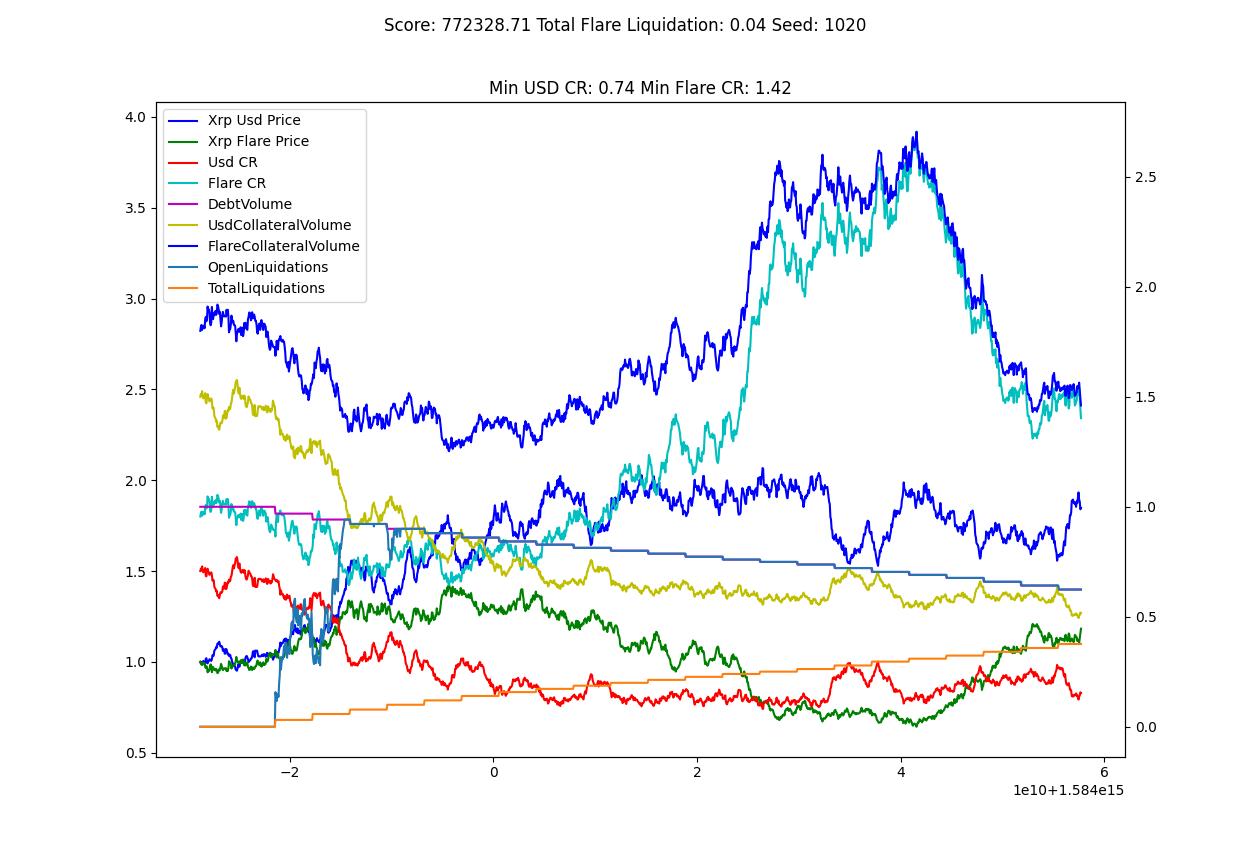 Score: 772328.71 Total Flare Liquidation: 0.04 Seed: 1020
Min USD CR: 0.74 Min Flare CR: 1.42
Xrp Usd Price
Xrp Flare Price
Usd CR
Flare CR
DebtVolume
UsdCollateralVolume
FlareCollateralVolume
OpenLiquidations
TotalLiquidations
4.0
3.5
3.0
2.5
2.0
1.5
1.0
0.5
2.5
2.0
1.5
1.0
0.5
0.0
−2 0 2 4 6
1e10+1.584e15